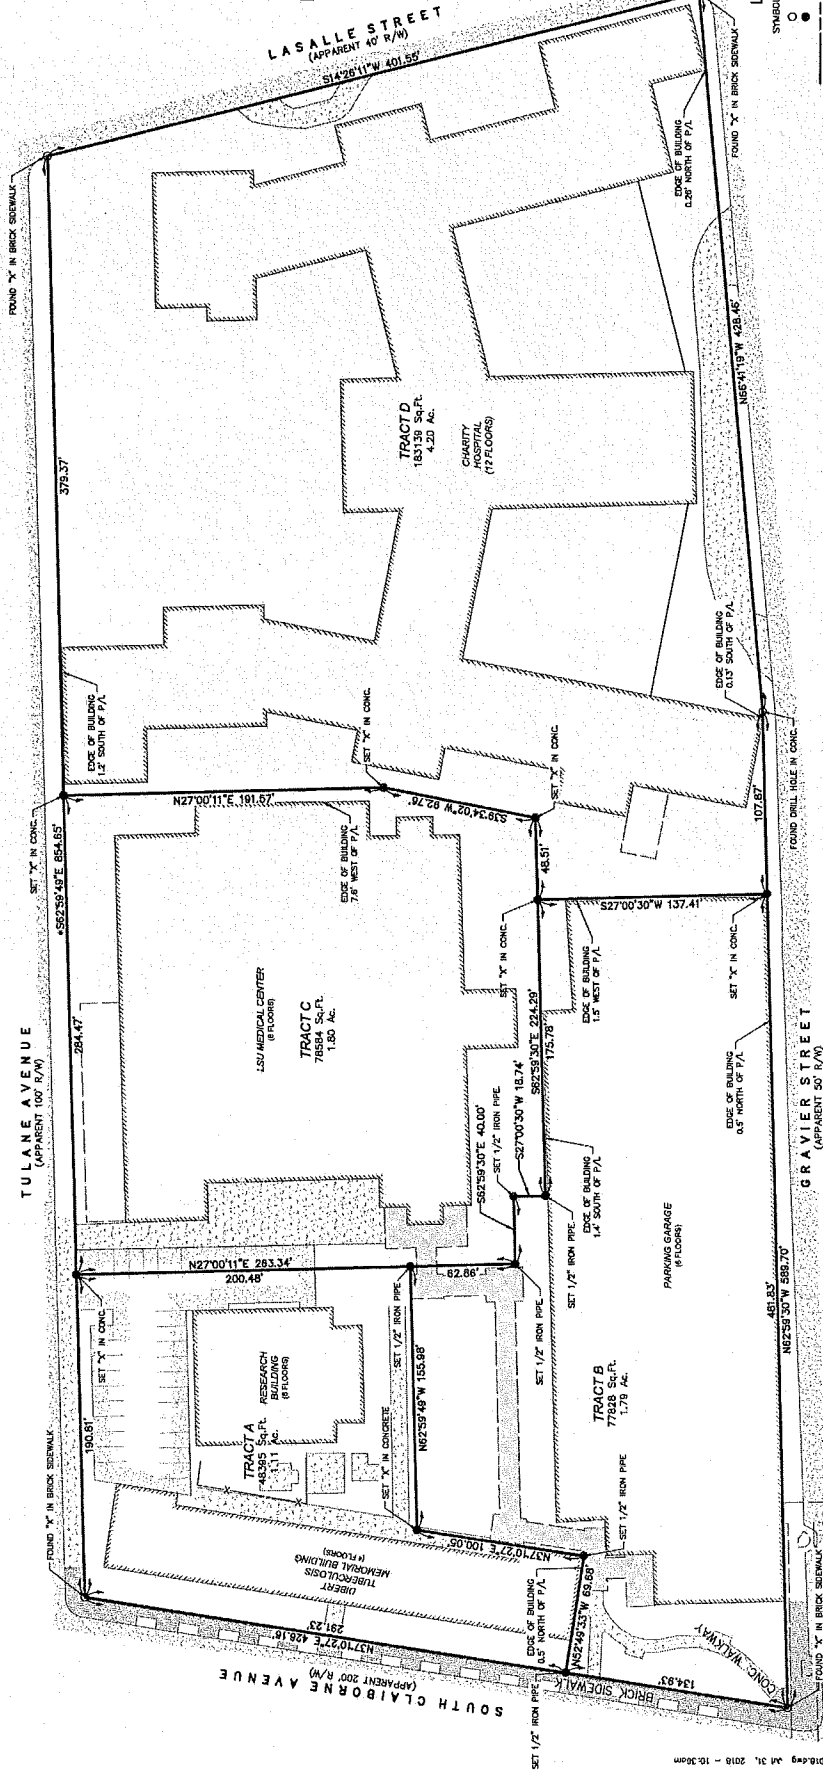 LASALLE STREET
(APPARENT 40' R/W)
S14°26'11"W 401.55'
FOUND "X" IN BRICK SIDEWALK
FOUND "X" IN BRICK SIDEWALK
SYMBOL
EDGE OF BUILDING
0.26' NORTH OF P/L
N66°41'19"W 428.46'
379.37'
TRACT D
183139 Sq.Ft.
4.20 Ac.
CHARITY
HOSPITAL
(12 FLOORS)
EDGE OF BUILDING
1.2' SOUTH OF P/L
EDGE OF BUILDING
0.13' SOUTH OF P/L
FOUND DRILL HOLE IN CONC.
107.87'
SET "X" IN CONC.
SET "X" IN CONC.
SET "X" IN CONC.
N27°00'11"E 191.57'
S39°34'02"W 92.76'
48.51'
S27°00'30"W 137.41'
EDGE OF BUILDING
7.6' WEST OF P/L
TULANE AVENUE
(APPARENT 100' R/W)
*S62°59'49"E 854.65'
284.47'
LSU MEDICAL CENTER
(8 FLOORS)
TRACT C
78584 Sq.Ft.
1.80 Ac.
SET "X" IN CONC.
SET "X" IN CONC.
EDGE OF BUILDING
1.5' WEST OF P/L
S62°59'30"E 224.29'
175.78'
S27°00'30"W 18.74'
S62°59'30"E 40.00'
SET 1/2" IRON PIPE
EDGE OF BUILDING
1.4' SOUTH OF P/L
SET 1/2" IRON PIPE
EDGE OF BUILDING
0.5' NORTH OF P/L
GRAVIER STREET
(APPARENT 50' R/W)
N62°59'30"W 589.70'
481.83'
PARKING GARAGE
(6 FLOORS)
TRACT B
77828 Sq.Ft.
1.79 Ac.
N27°00'11"E 263.34'
200.48'
62.86'
SET 1/2" IRON PIPE
SET 1/2" IRON PIPE
SET "X" IN CONC.
RESEARCH
BUILDING
(6 FLOORS)
TRACT A
48395 Sq.Ft.
1.11 Ac.
N62°59'49"W 155.98'
SET "X" IN CONCRETE
190.81'
FOUND "X" IN BRICK SIDEWALK
N37°10'27"E 100.05'
SET 1/2" IRON PIPE
DIBERT
TUBERCULOSIS
MEMORIAL BUILDING
(4 FLOORS)
EDGE OF BUILDING
0.5' NORTH OF P/L
N52°49'33"W 69.68'
SET 1/2" IRON PIPE
291.23'
N37°10'27"E 426.16'
SOUTH CLAIBORNE AVENUE
(APPARENT 200' R/W)
BRICK SIDEWALK
134.93'
CONC. WALKWAY
FOUND "X" IN BRICK SIDEWALK
018.dwg Jul 31, 2018 - 10:36am